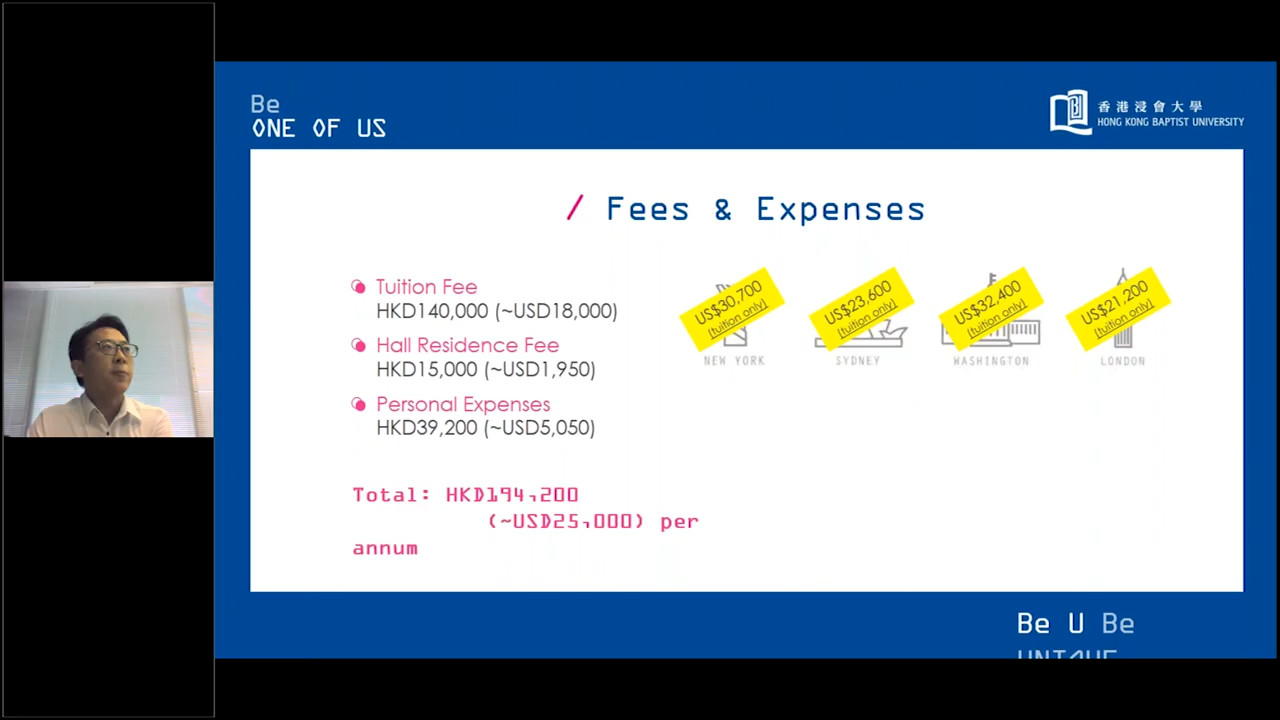 Be
ONE OF US
香港浸會大學
HONG KONG BAPTIST UNIVERSITY
/ Fees & Expenses
Tuition Fee
HKD140,000 (~USD18,000)
Hall Residence Fee
HKD15,000 (~USD1,950)
Personal Expenses
HKD39,200 (~USD5,050)
Total: HKD194,200
(~USD25,000) per
annum
US$30,700
(tuition only)
NEW YORK
US$23,600
(tuition only)
SYDNEY
US$32,400
(tuition only)
WASHINGTON
US$21,200
(tuition only)
LONDON
Be U Be